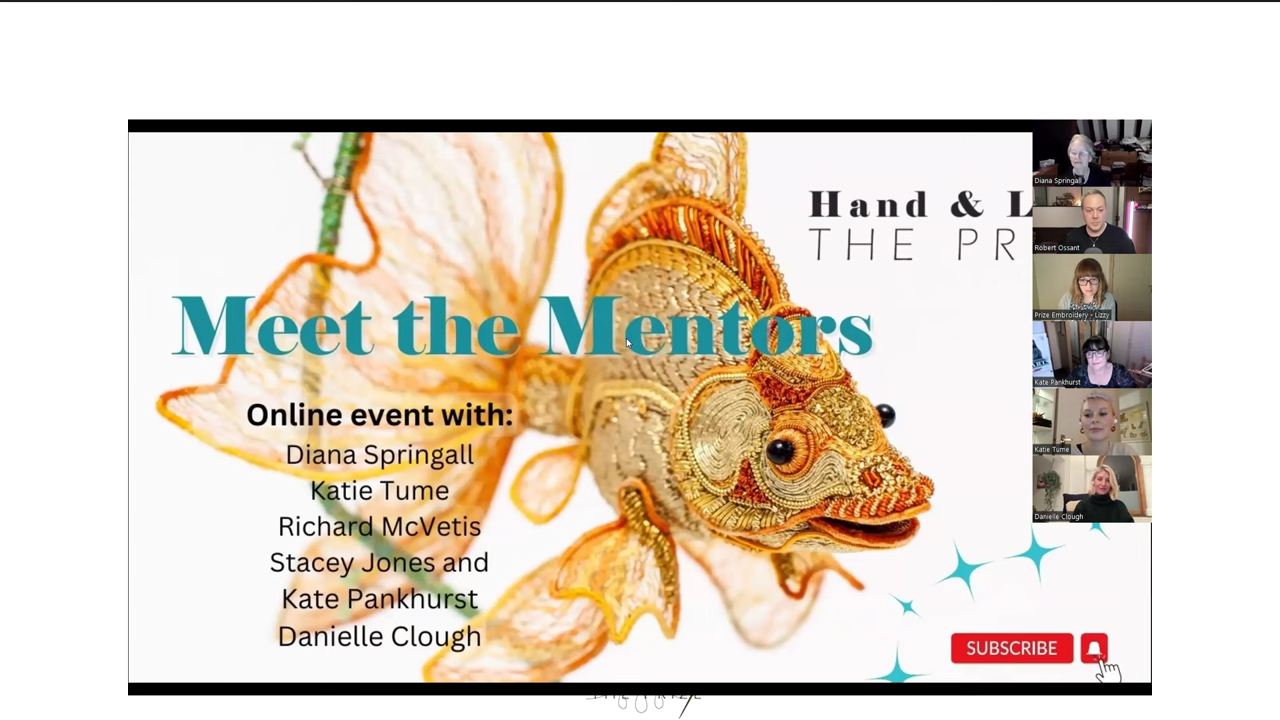 Hand & L
THE PR
Meet the Mentors
Online event with:
Diana Springall
Katie Tume
Richard McVetis
Stacey Jones and
Kate Pankhurst
Danielle Clough
SUBSCRIBE
Diana Springall
Robert Ossant
Prize Embroidery - Lizzy
Kate Pankhurst
Katie Tume
Danielle Clough